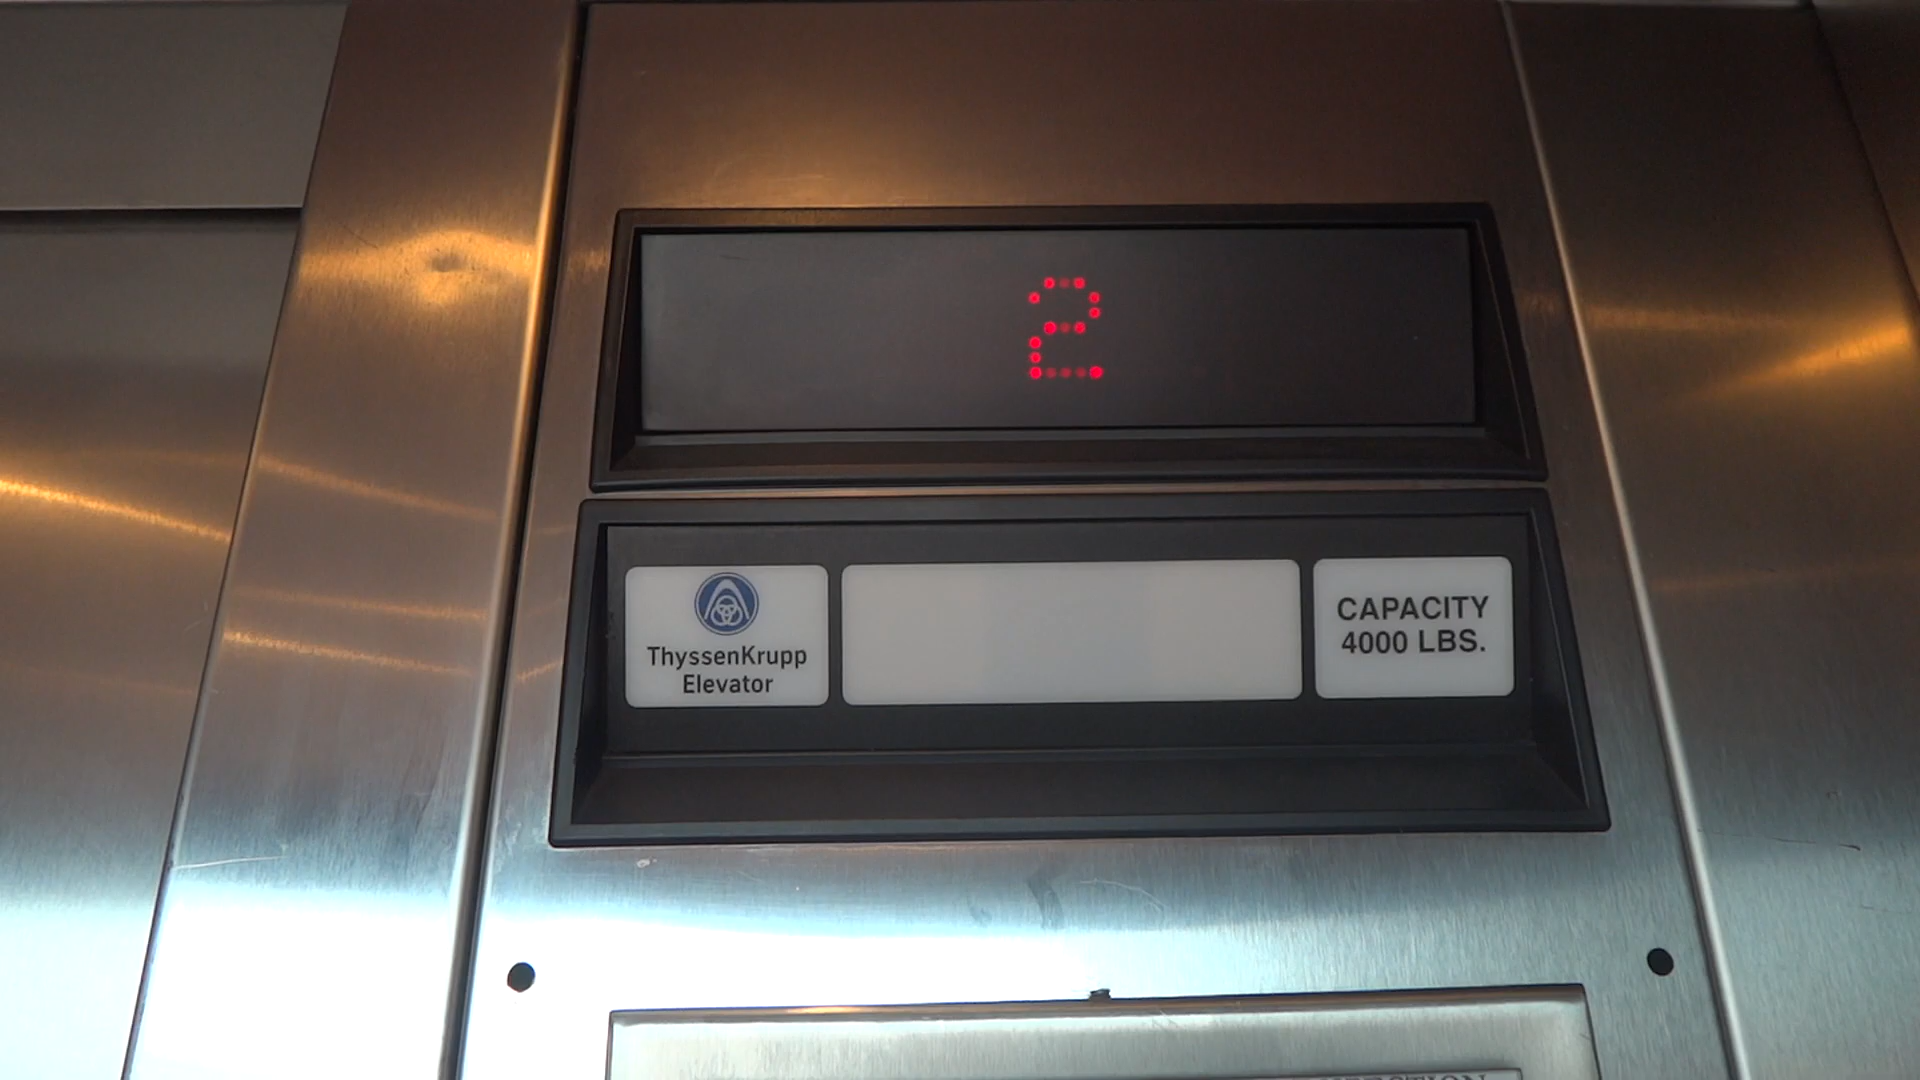 2
ThyssenKrupp
Elevator
CAPACITY
4000 LBS.